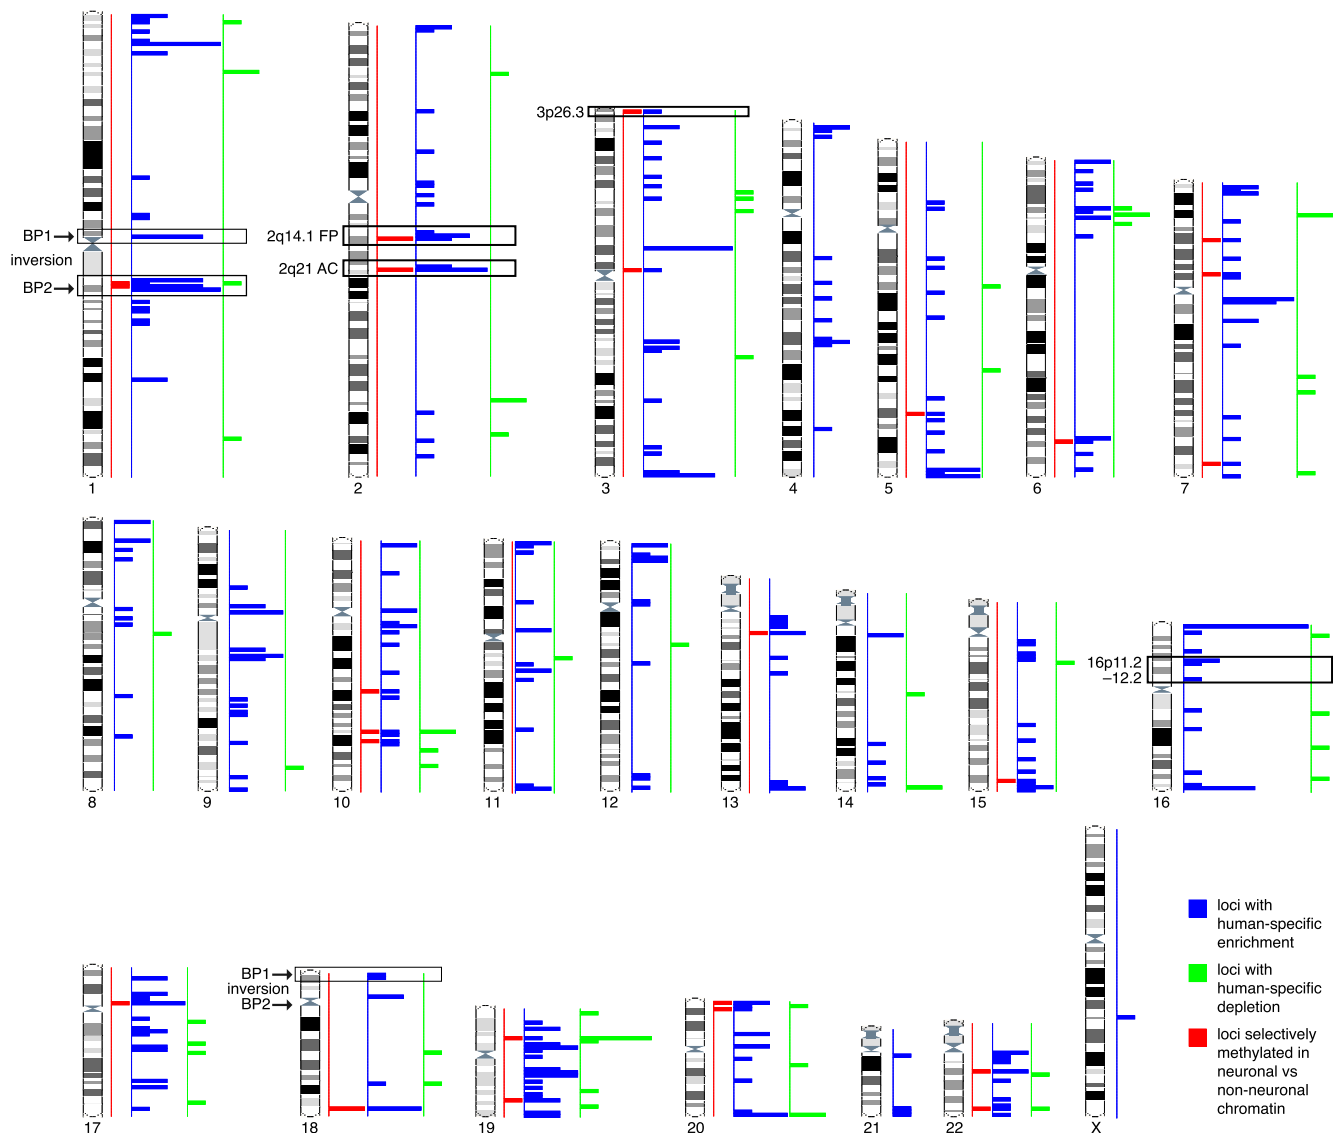 3p26.3
BP1
inversion
BP2
2q14.1 FP
2q21 AC
1
2
3
4
5
6
7
16p11.2
–12.2
8
9
10
11
12
13
14
15
16
loci with
human-specific
enrichment
loci with
human-specific
depletion
loci selectively
methylated in
neuronal vs
non-neuronal
chromatin
BP1
inversion
BP2
17
18
19
20
21
22
X